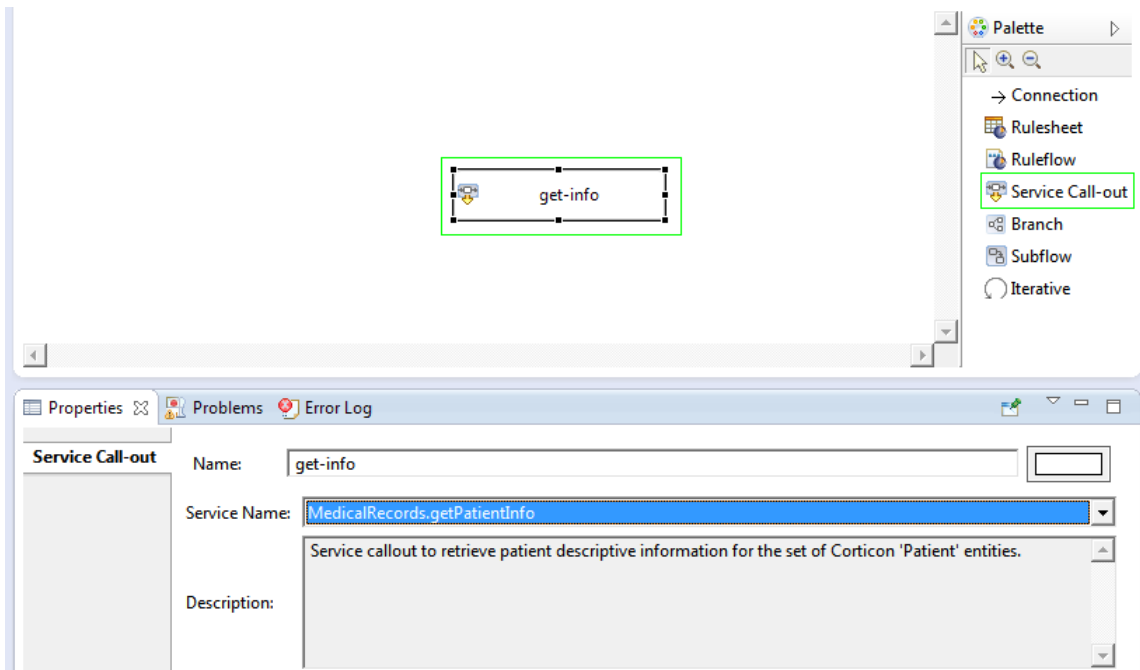 Palette
Connection
Rulesheet
Ruleflow
get-info
Service Call-out
Branch
Subflow
Iterative
Properties
Problems
Error Log
Service Call-out
Name:
get-info
Service Name:
MedicalRecords.getPatientInfo
Service callout to retrieve patient descriptive information for the set of Corticon 'Patient' entities.
Description: